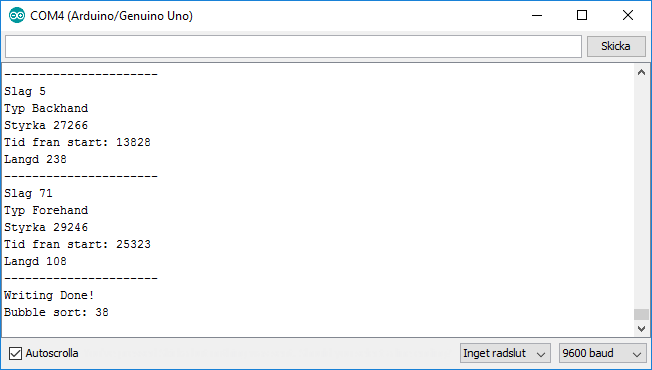 COM4 (Arduino/Genuino Uno)
Skicka
----------------------
Slag 5
Typ Backhand
Styrka 27266
Tid fran start: 13828
Langd 238
----------------------
Slag 71
Typ Forehand
Styrka 29246
Tid fran start: 25323
Langd 108
----------------------
Writing Done!
Bubble sort: 38
Autoscrolla
Inget radslut
9600 baud